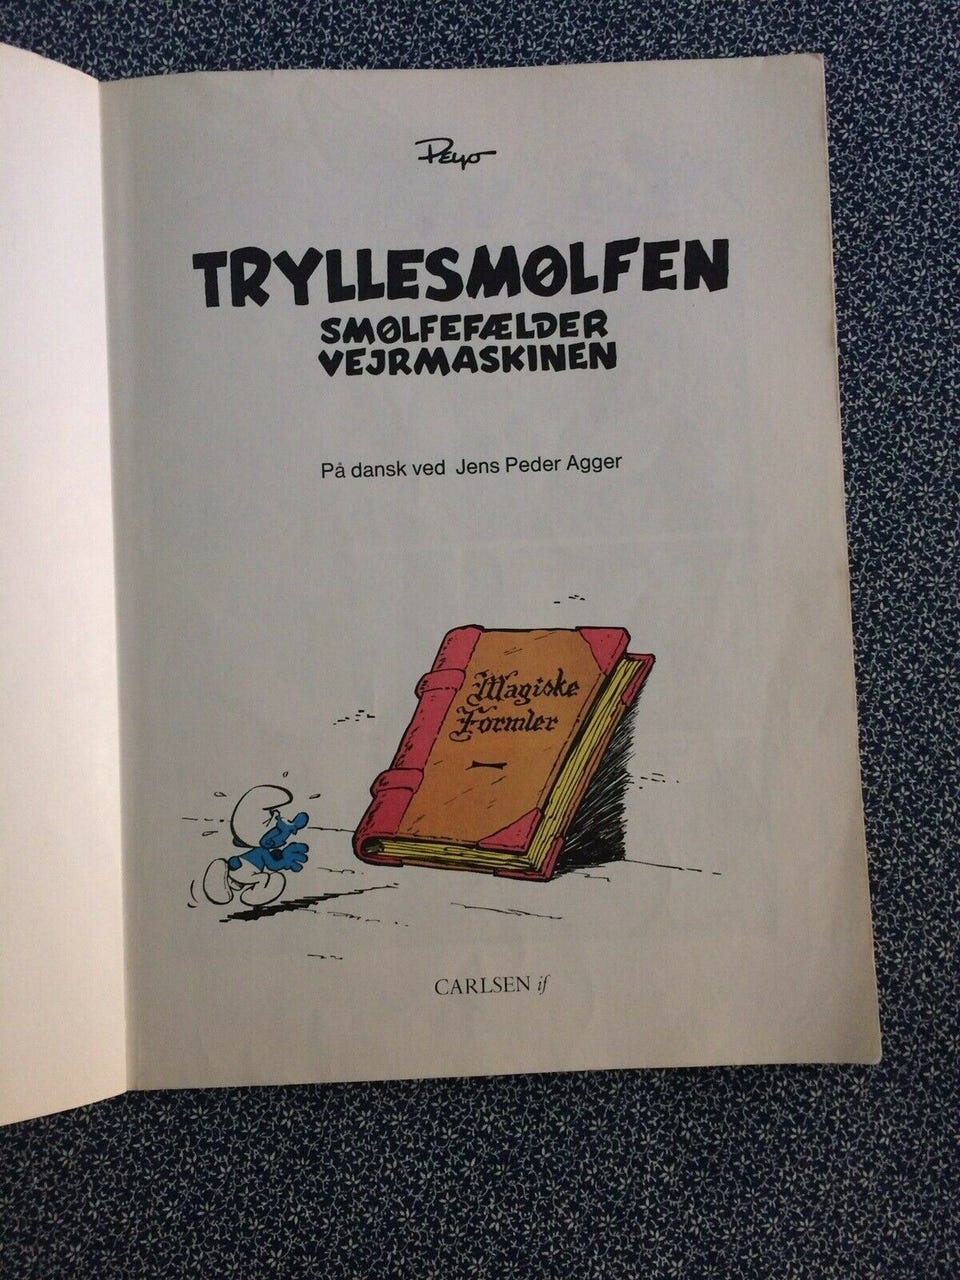 Peyo
TRYLLESMØLFEN
SMØLFEFÆLDER
VEJRMASKINEN
På dansk ved Jens Peder Agger
Magiske
Formler
CARLSEN if